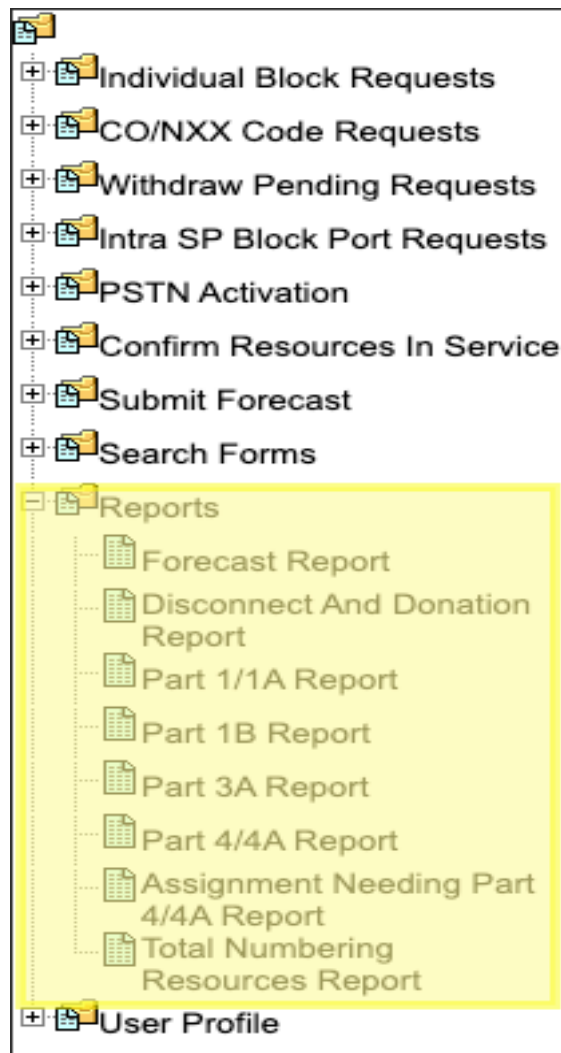 Individual Block Requests
CO/NXX Code Requests
Withdraw Pending Requests
Intra SP Block Port Requests
PSTN Activation
Confirm Resources In Service
Submit Forecast
Search Forms
Reports
Forecast Report
Disconnect And Donation
Report
Part 1/1A Report
Part 1B Report
Part 3A Report
Part 4/4A Report
Assignment Needing Part
4/4A Report
Total Numbering
Resources Report
User Profile